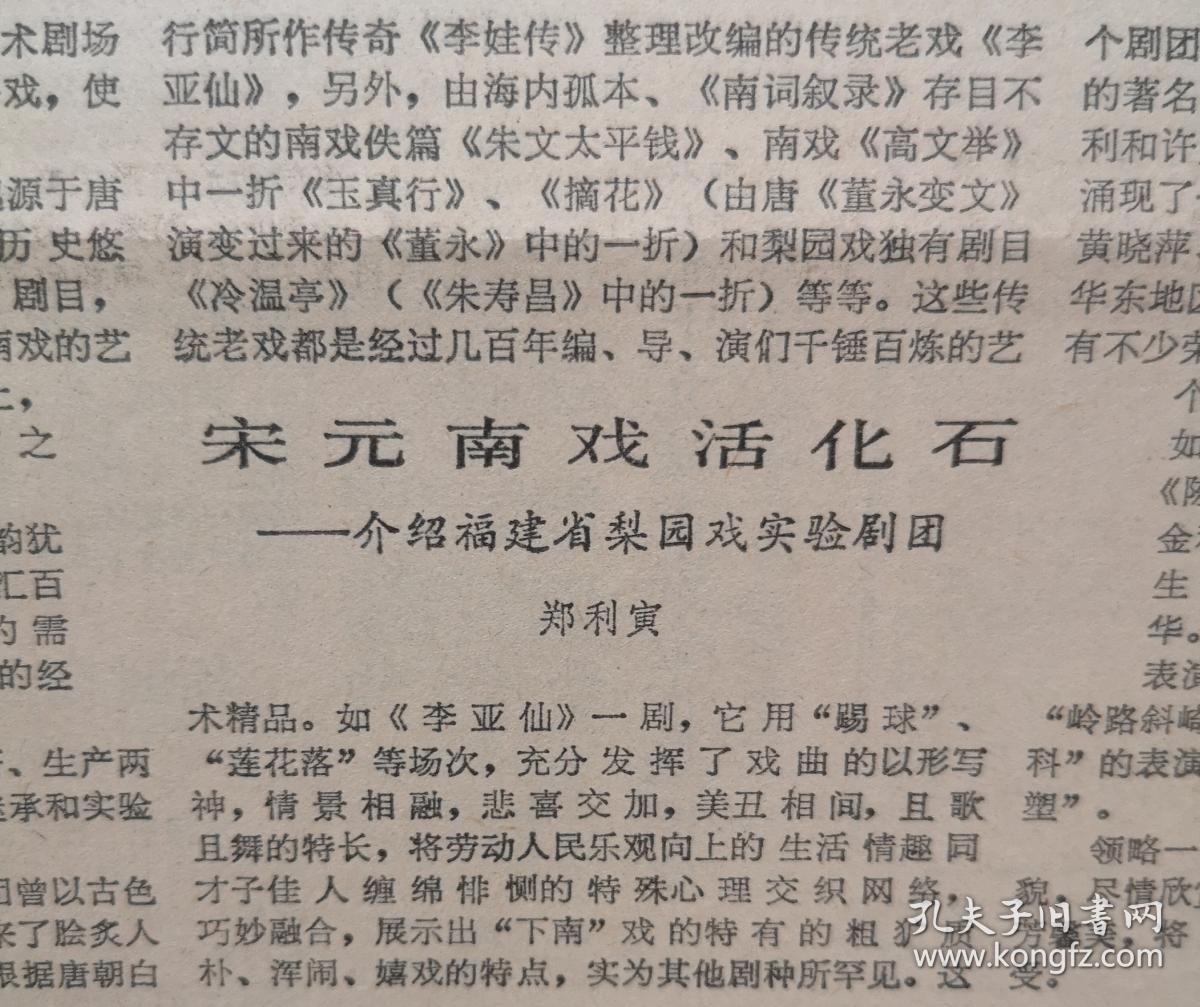 术剧场
戏，使
源于唐
历史悠
剧目，
南戏的艺
之
韵犹
汇百
的需
的经
、生产两
承和实验
团曾以古色
来了脍炙人
根据唐朝白
行简所作传奇《李娃传》整理改编的传统老戏《李
亚仙》，另外，由海内孤本、《南词叙录》存目不
存文的南戏佚篇《朱文太平钱》、南戏《高文举》
中一折《玉真行》、《摘花》（由唐《董永变文》
演变过来的《董永》中的一折）和梨园戏独有剧目
《冷温亭》（《朱寿昌》中的一折）等等。这些传
统老戏都是经过几百年编、导、演们千锤百炼的艺
宋元南戏活化石
——介绍福建省梨园戏实验剧团
郑利寅
术精品。如《李亚仙》一剧，它用“踢球”、
“莲花落”等场次，充分发挥了戏曲的以形写
神，情景相融，悲喜交加，美丑相间，且歌
且舞的特长，将劳动人民乐观向上的生活情趣同
才子佳人缠绵悱恻的特殊心理交织网络，
巧妙融合，展示出“下南”戏的特有的粗犷质
朴、浑闹、嬉戏的特点，实为其他剧种所罕见。这
个剧团
的著名
利和许
涌现了
黄晓萍、
华东地区
有不少荣
个
如
《陈
金
生
华。
表演
“岭路斜崎
科”的表演
塑”。
领略一
貌，尽情欣赏
美，将
受。
孔夫子旧书网
www.kongfz.com